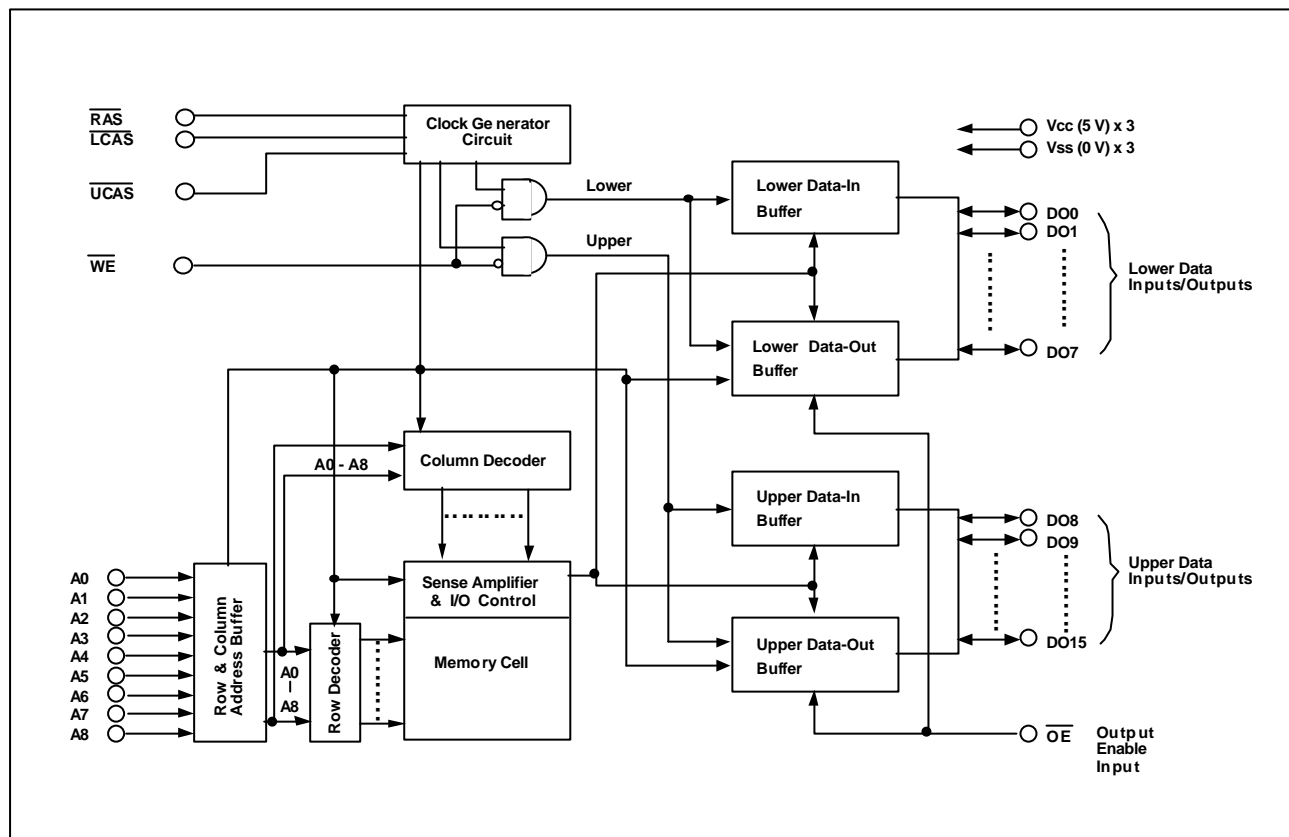 RAS
LCAS
UCAS
WE
Clock Generator
Circuit
Lower
Upper
Vcc (5 V) x 3
Vss (0 V) x 3
Lower Data-In
Buffer
DO0
DO1
Lower Data
Inputs/Outputs
DO7
Lower Data-Out
Buffer
A0 - A8
Column Decoder
Upper Data-In
Buffer
DO8
DO9
Upper Data
Inputs/Outputs
DO15
Upper Data-Out
Buffer
A0
A1
A2
A3
A4
A5
A6
A7
A8
Row & Column
Address Buffer
A0
–
A8
Row Decoder
Sense Amplifier
& I/O Control
Memory Cell
OE
Output
Enable
Input